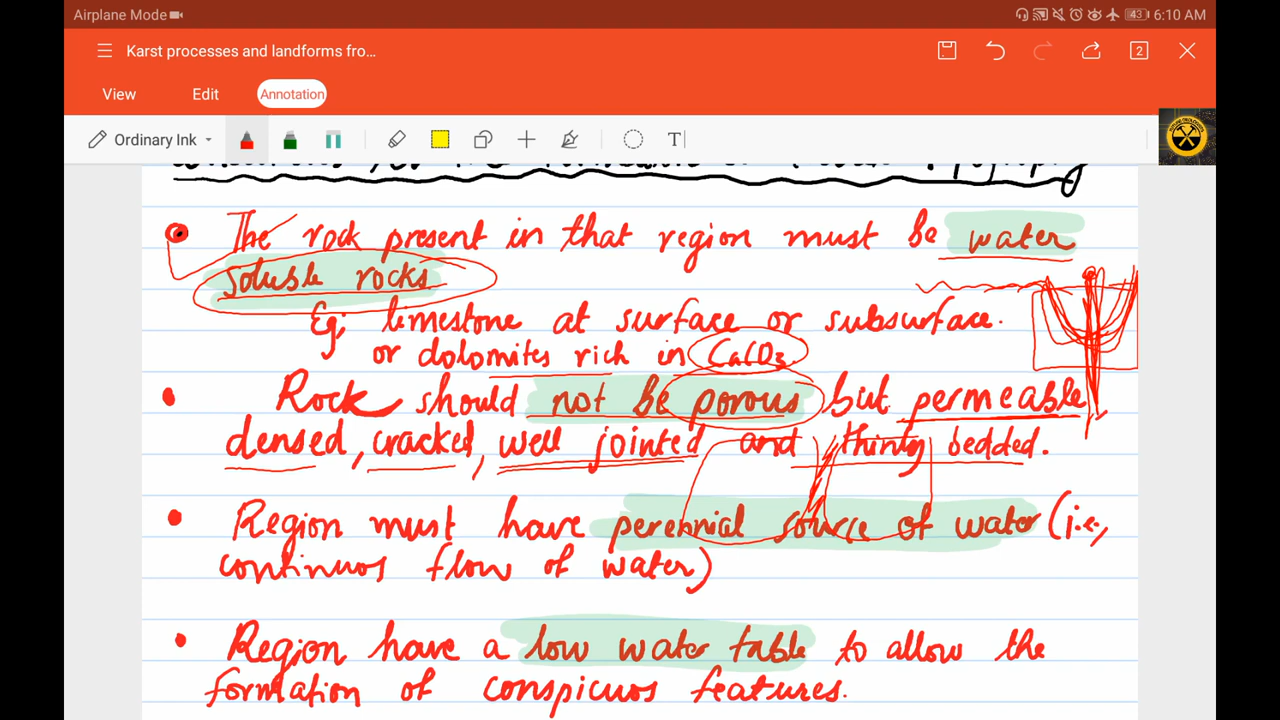 Airplane Mode
43 6:10 AM
Karst processes and landforms fro...
2
View Edit Annotation
Ordinary Ink
T
The rock present in that region must be water
soluble rocks
Eg; limestone at surface or subsurface.
or dolomites rich in CaCO3
Rock should not be porous but permeable
densed, cracked, well jointed and thinly bedded.
Region must have perennial source of water (i.e.,
continuos flow of water)
Region have a low water table to allow the
formation of conspicuos features.